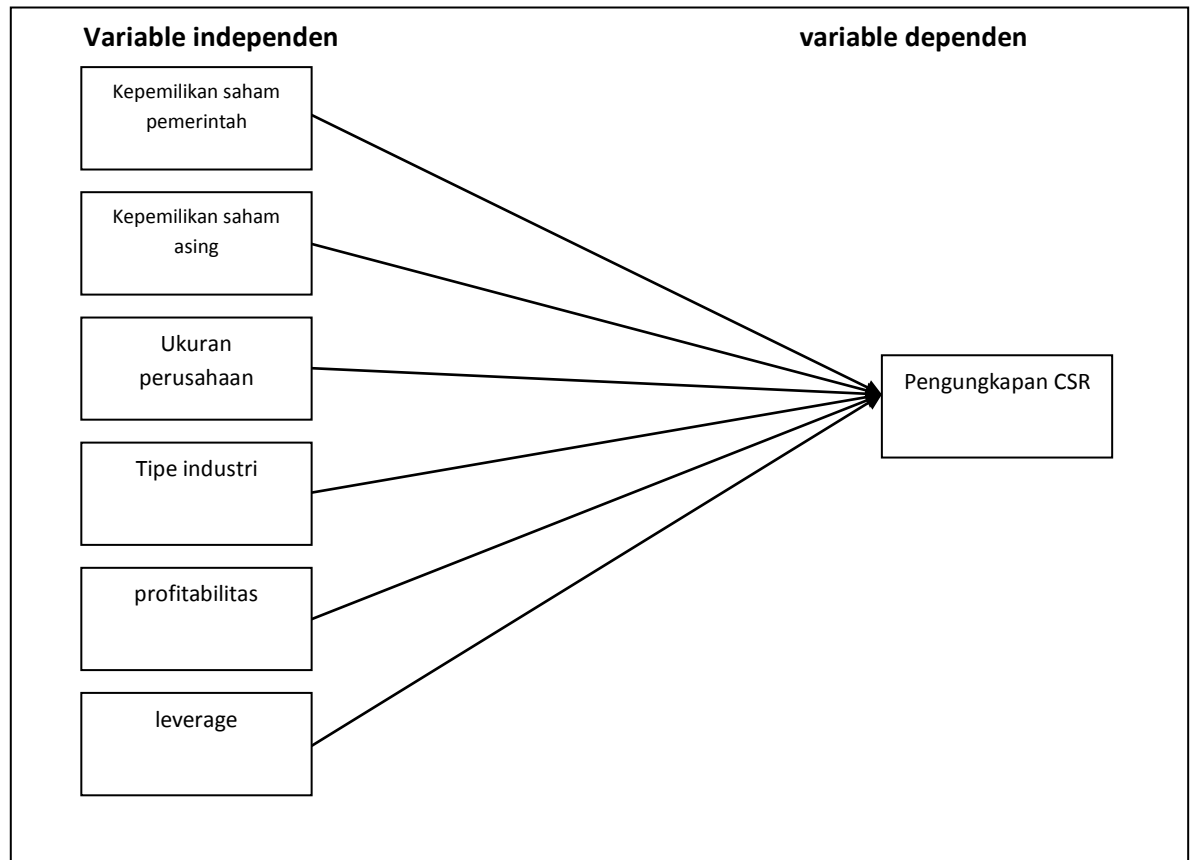 Variable independen
variable dependen
Kepemilikan saham
pemerintah
Kepemilikan saham
asing
Ukuran
perusahaan
Pengungkapan CSR
Tipe industri
profitabilitas
leverage